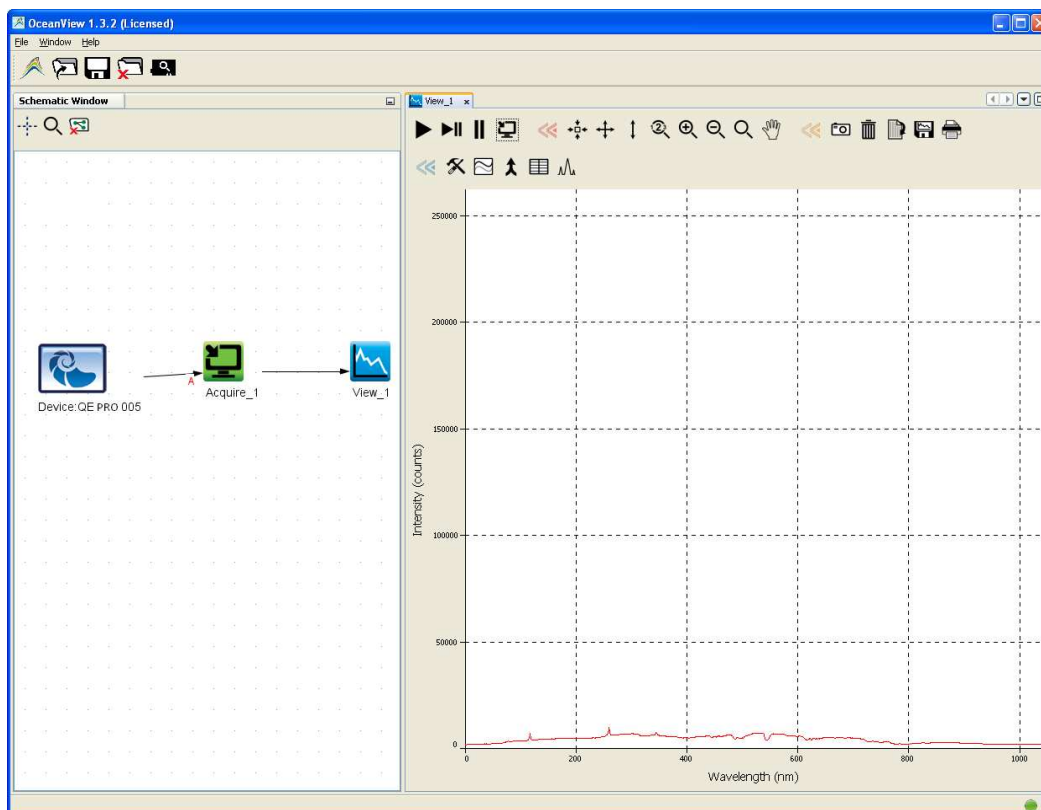 OceanView 1.3.2 (Licensed)
File Window Help
Schematic Window
View_1
A
Device:QE PRO 005
Acquire_1
View_1
2
Intensity (counts)
250000
200000
150000
100000
50000
0
0 200 400 600 800 1000
Wavelength (nm)